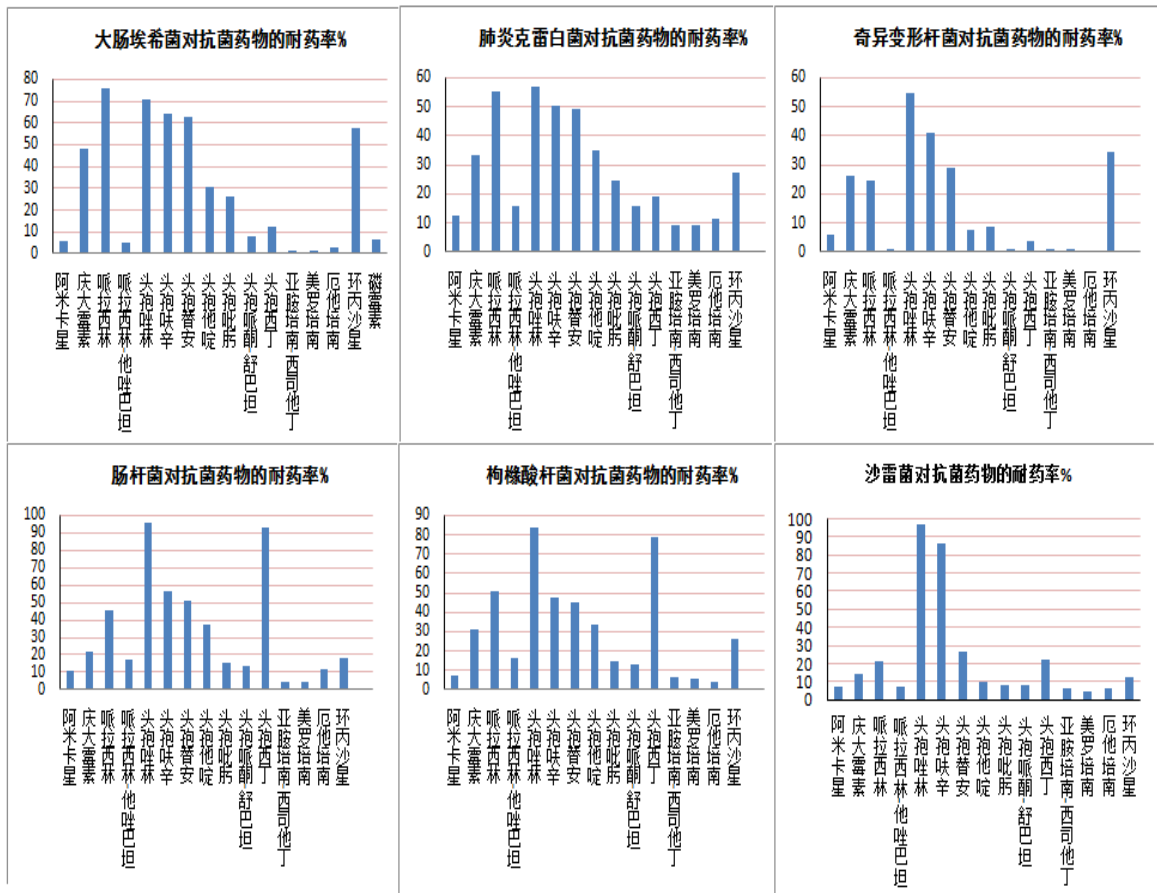 大肠埃希菌对抗菌药物的耐药率%
80
70
60
50
40
30
20
10
0
阿米卡星
庆大霉素
哌拉西林
哌拉西林/他唑巴坦
头孢唑林
头孢呋辛
头孢替安
头孢他啶
头孢吡肟
头孢哌酮/舒巴坦
头孢西丁
亚胺培南/西司他丁
美罗培南
厄他培南
环丙沙星
磷霉素
肺炎克雷白菌对抗菌药物的耐药率%
60
50
40
30
20
10
0
阿米卡星
庆大霉素
哌拉西林
哌拉西林/他唑巴坦
头孢唑林
头孢呋辛
头孢替安
头孢他啶
头孢吡肟
头孢哌酮/舒巴坦
头孢西丁
亚胺培南/西司他丁
美罗培南
厄他培南
环丙沙星
奇异变形杆菌对抗菌药物的耐药率%
60
50
40
30
20
10
0
阿米卡星
庆大霉素
哌拉西林
哌拉西林/他唑巴坦
头孢唑林
头孢呋辛
头孢替安
头孢他啶
头孢吡肟
头孢哌酮/舒巴坦
头孢西丁
亚胺培南/西司他丁
美罗培南
厄他培南
环丙沙星
肠杆菌对抗菌药物的耐药率%
100
90
80
70
60
50
40
30
20
10
0
阿米卡星
庆大霉素
哌拉西林
哌拉西林/他唑巴坦
头孢唑林
头孢呋辛
头孢替安
头孢他啶
头孢吡肟
头孢哌酮/舒巴坦
头孢西丁
亚胺培南/西司他丁
美罗培南
厄他培南
环丙沙星
枸橼酸杆菌对抗菌药物的耐药率%
90
80
70
60
50
40
30
20
10
0
阿米卡星
庆大霉素
哌拉西林
哌拉西林/他唑巴坦
头孢唑林
头孢呋辛
头孢替安
头孢他啶
头孢吡肟
头孢哌酮/舒巴坦
头孢西丁
亚胺培南/西司他丁
美罗培南
厄他培南
环丙沙星
沙雷菌对抗菌药物的耐药率%
100
90
80
70
60
50
40
30
20
10
0
阿米卡星
庆大霉素
哌拉西林
哌拉西林/他唑巴坦
头孢唑林
头孢呋辛
头孢替安
头孢他啶
头孢吡肟
头孢哌酮/舒巴坦
头孢西丁
亚胺培南/西司他丁
美罗培南
厄他培南
环丙沙星